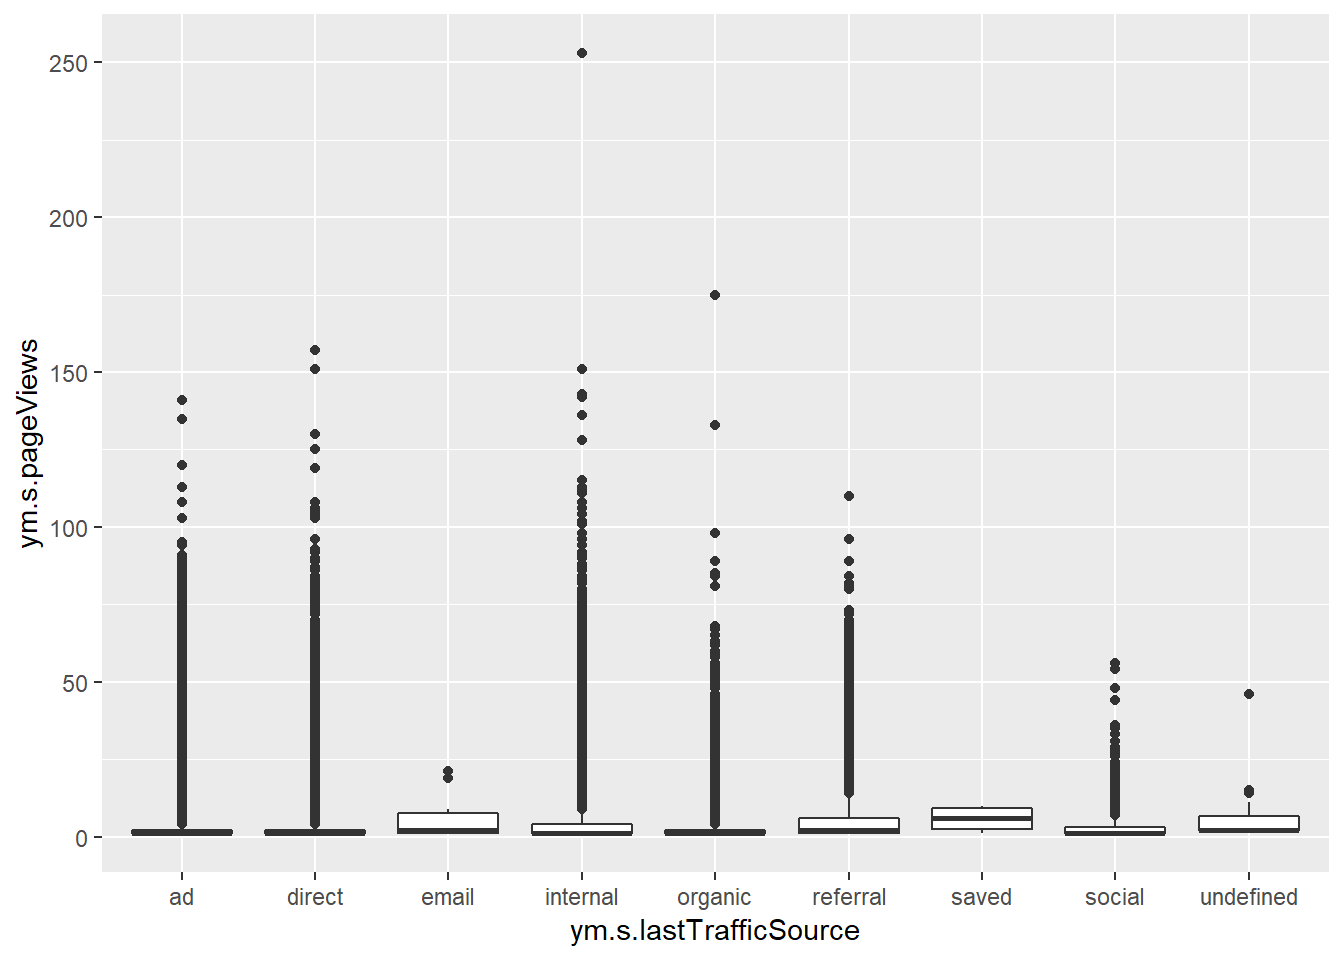 ym.s.pageViews
250
200
150
100
50
0
ad direct email internal organic referral saved social undefined
ym.s.lastTrafficSource